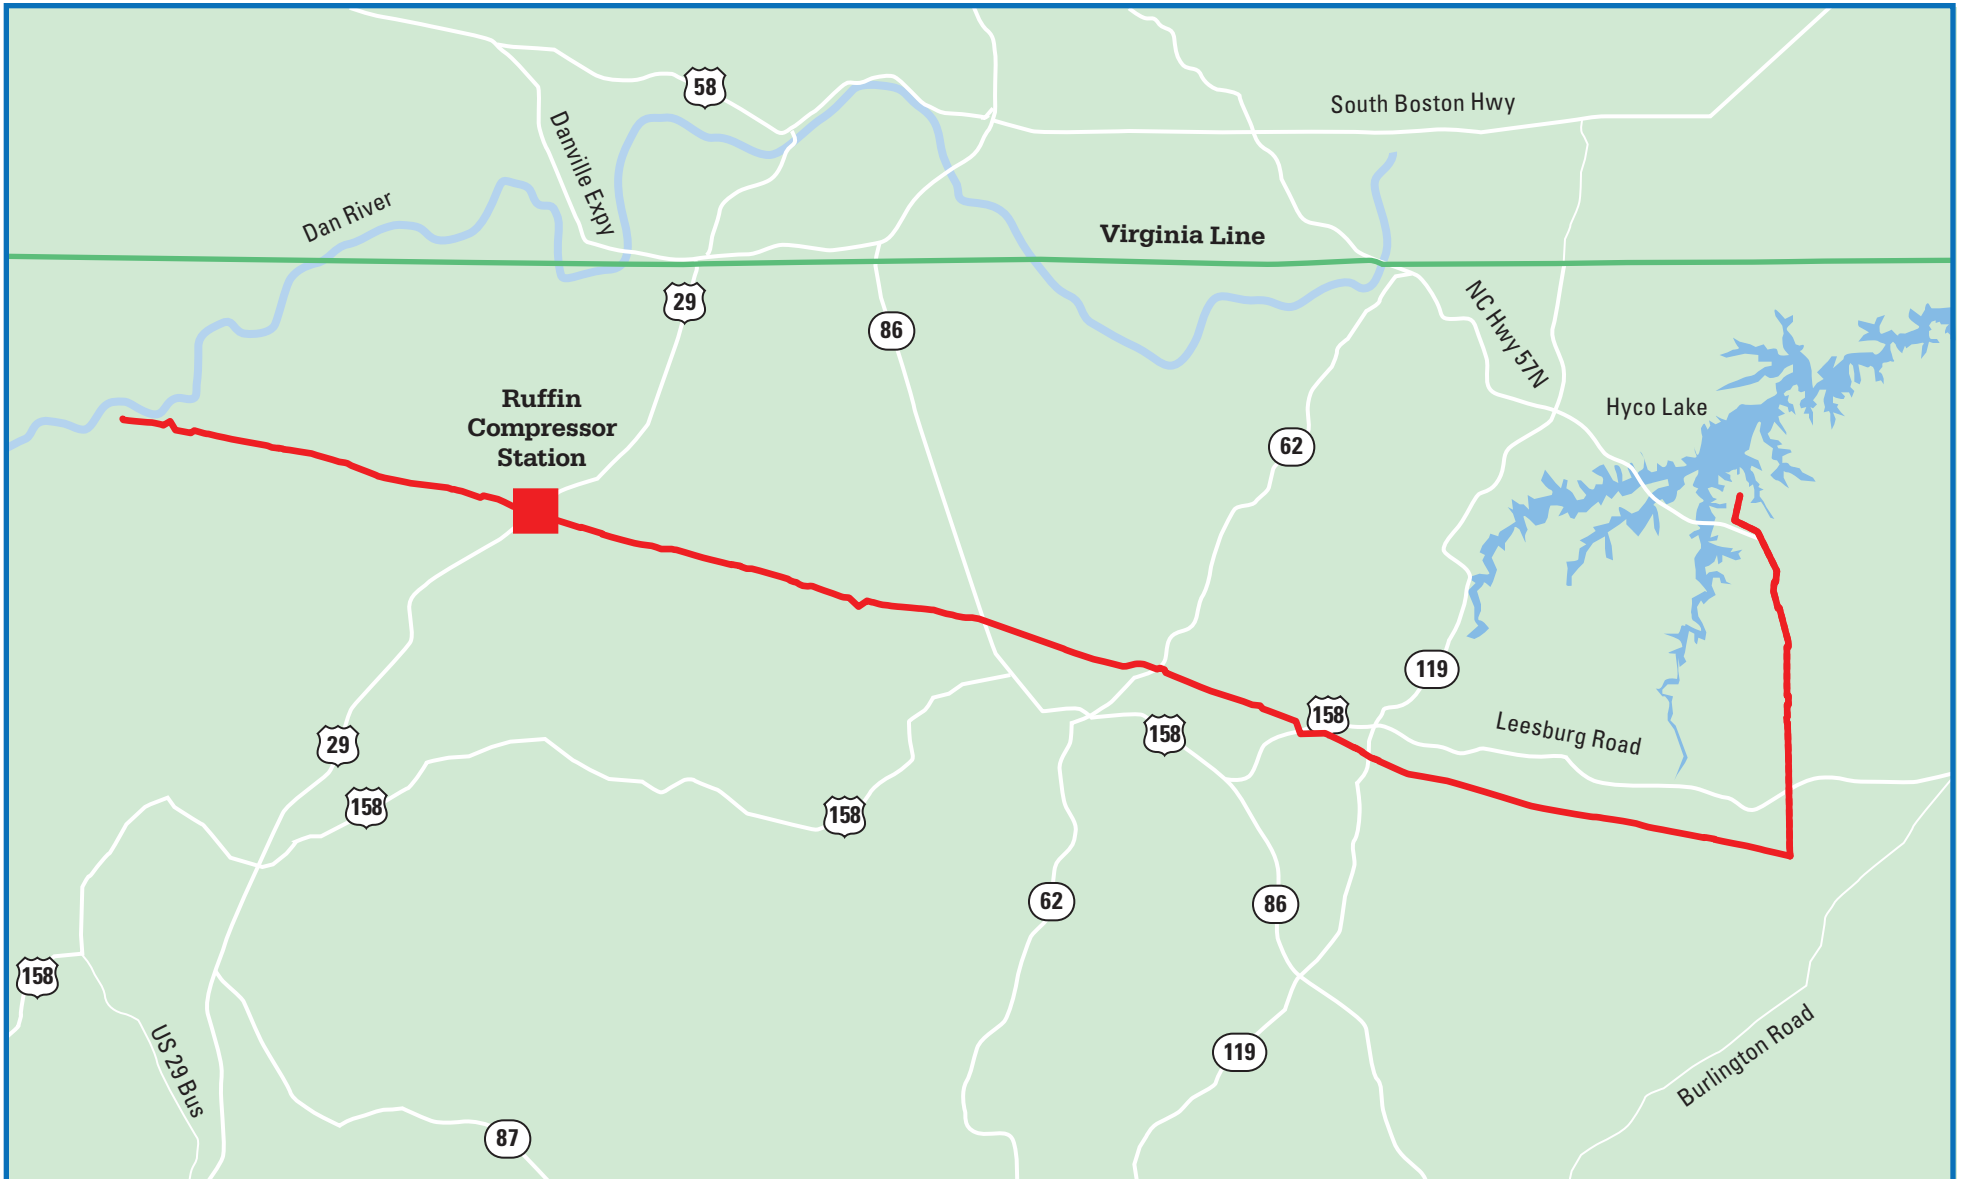 58
South Boston Hwy
Danville Expy
Dan River
Virginia Line
29
86
NC Hwy 57N
Ruffin
Compressor
Station
Hyco Lake
62
119
158
Leesburg Road
158
29
158
158
62
86
158
119
US 29 Bus
Burlington Road
87